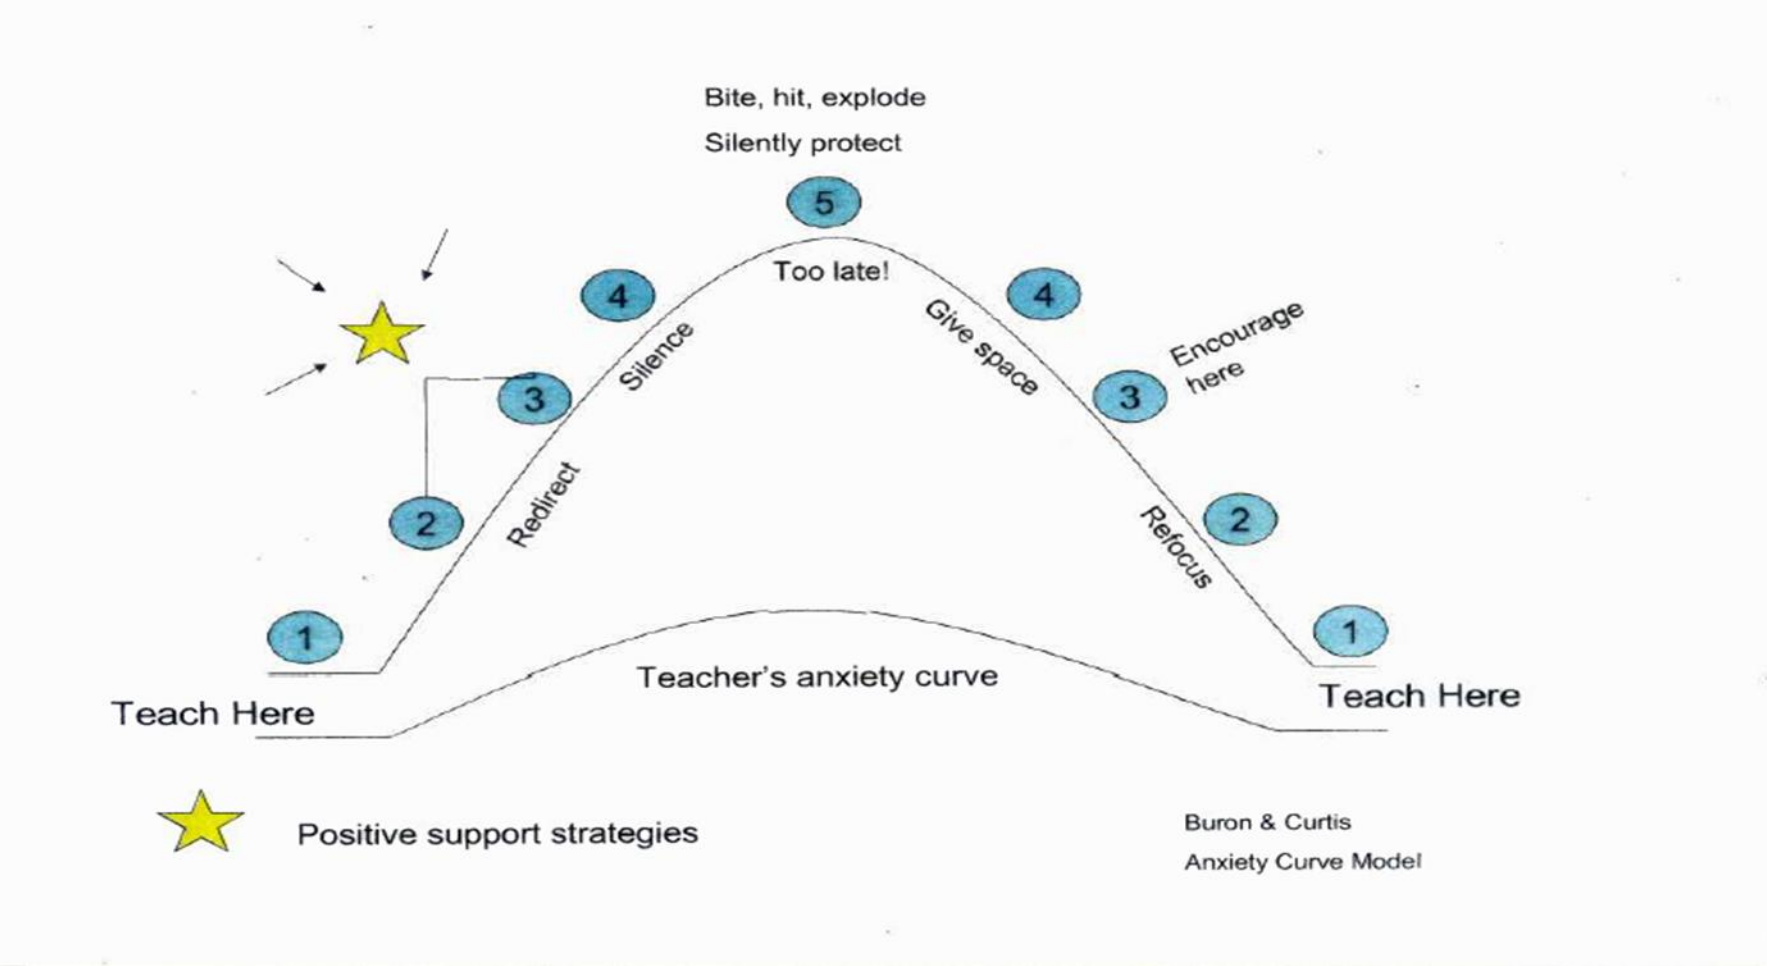 Bite, hit, explode
Silently protect
5
Too late!
4
Silence
3
Redirect
2
1
Teach Here
4
Give space
3
Encourage
here
2
Refocus
1
Teach Here
Teacher's anxiety curve
Positive support strategies
Buron & Curtis
Anxiety Curve Model